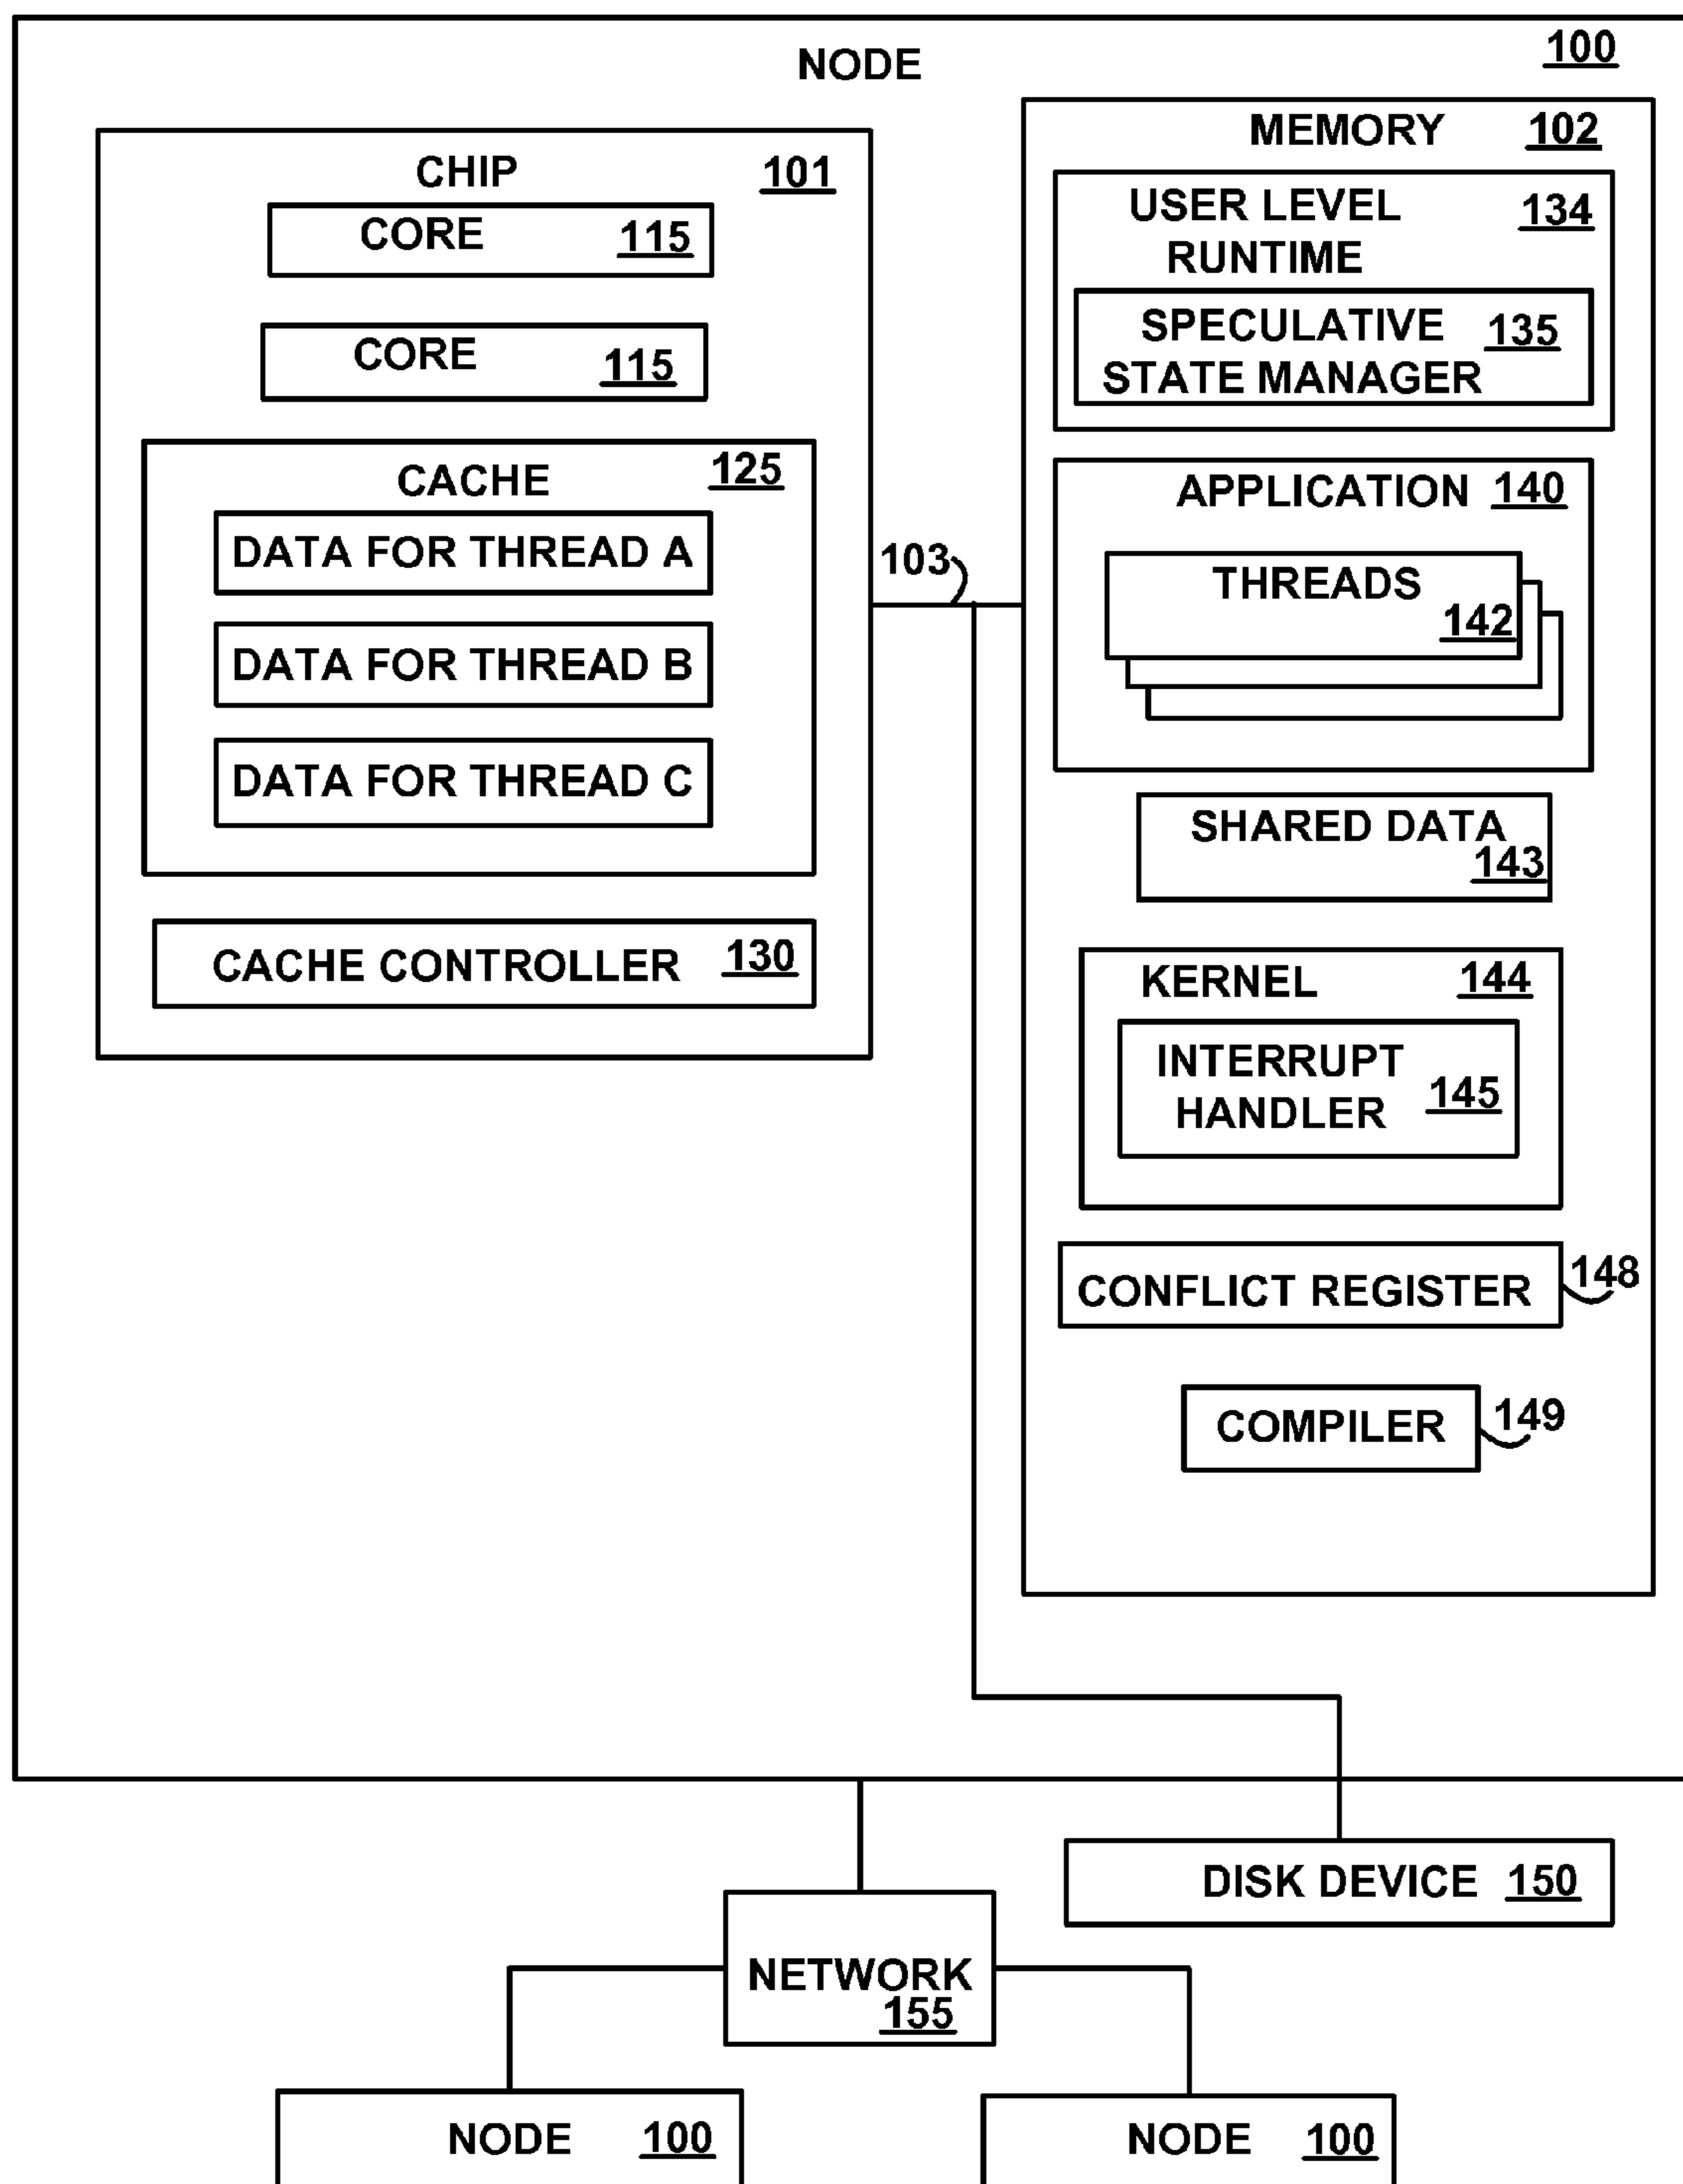 NODE 100
CHIP 101
CORE 115
CORE 115
CACHE 125
DATA FOR THREAD A
DATA FOR THREAD B
DATA FOR THREAD C
CACHE CONTROLLER 130
103
MEMORY 102
USER LEVEL 134
RUNTIME
SPECULATIVE 135
STATE MANAGER
APPLICATION 140
THREADS
142
SHARED DATA
143
KERNEL 144
INTERRUPT
HANDLER 145
CONFLICT REGISTER 148
COMPILER 149
DISK DEVICE 150
NETWORK
155
NODE 100
NODE 100